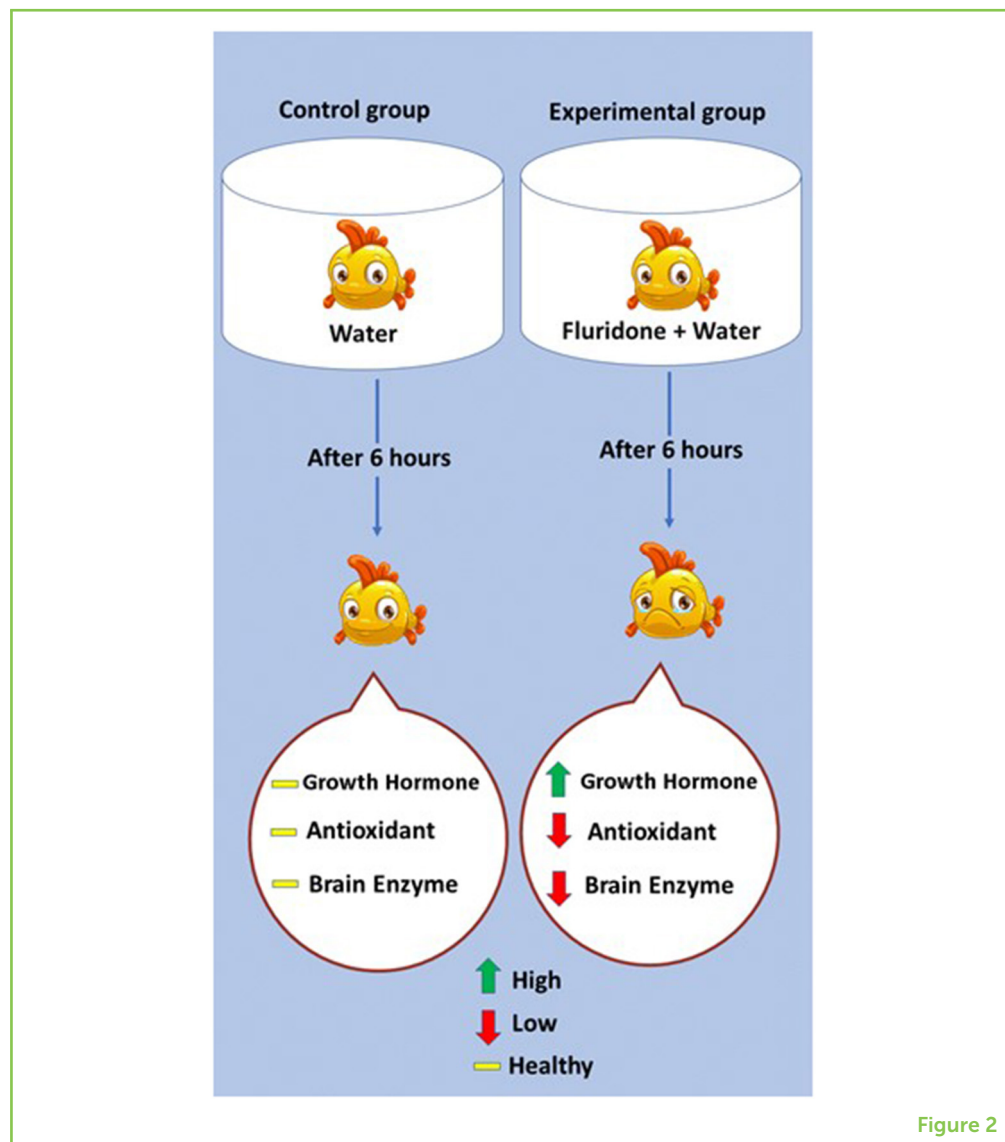 Control group
Experimental group
Water
Fluridone + Water
After 6 hours
After 6 hours
Growth Hormone
Antioxidant
Brain Enzyme
Growth Hormone
Antioxidant
Brain Enzyme
High
Low
Healthy
Figure 2